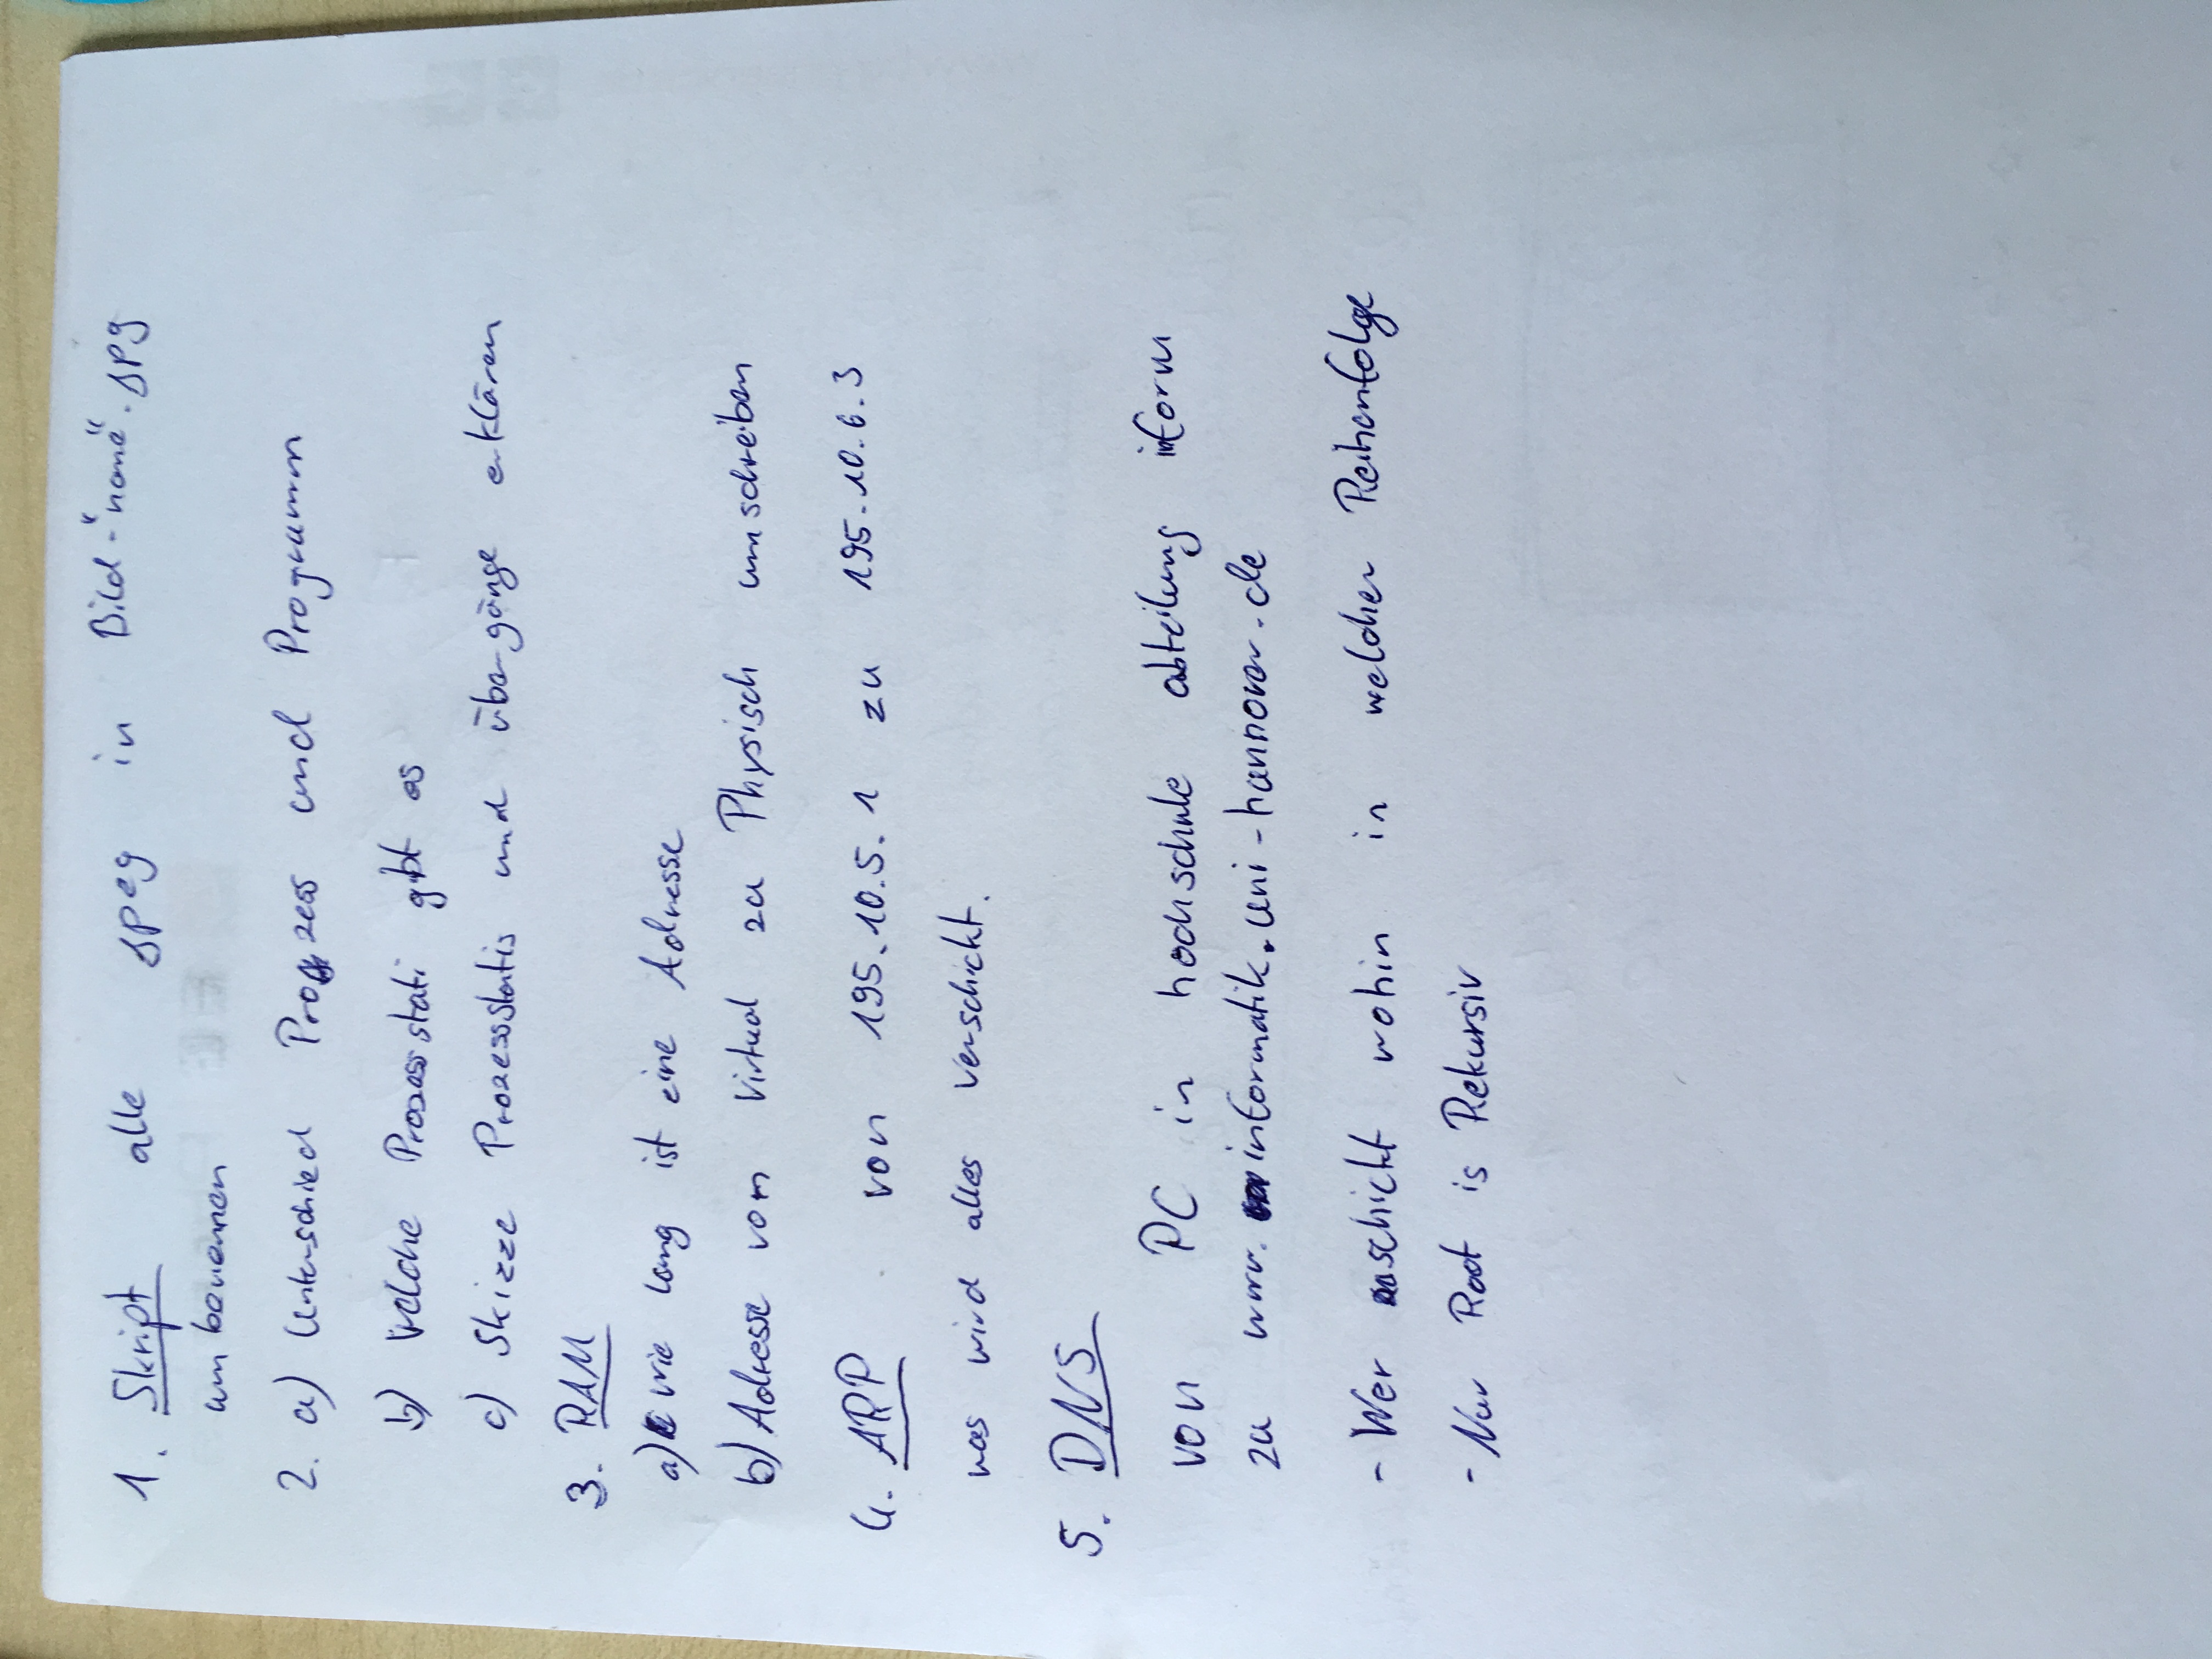 1. Skript alle jpeg in Bild-"name".jpg
umbenennen
2. a) Unterschied Prozess und Programm
b) Welche Prozessstati gibt es
c) Skizze Prozessstatis und übergänge erklären
3. RAM
a) wie lang ist eine Adresse
b) Adresse vom Virtual zu Physisch umschreiben
4. ARP von 195.10.5.1 zu 195.10.6.3
was wird alles verschickt.
5. DNS
von PC in hochschule abteilung inform
zu www.informatik.uni-hannover.de
- Wer schickt wohin in welcher Reihenfolge
- Nur Root is Rekursiv